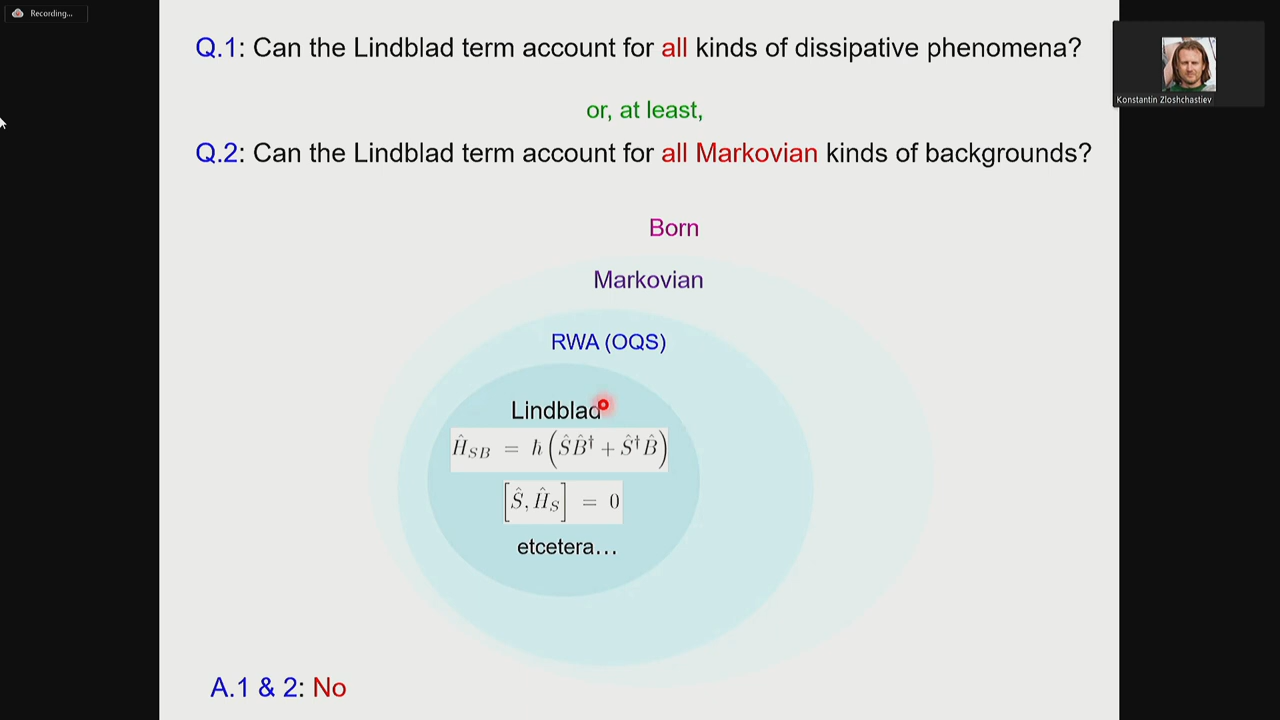 Recording...
Q.1: Can the Lindblad term account for all kinds of dissipative phenomena?
Konstantin Zloshchastiev
or, at least,
Q.2: Can the Lindblad term account for all Markovian kinds of backgrounds?
Born
Markovian
RWA (OQS)
Lindblad
Ĥ_SB = ħ(ŜB̂† + Ŝ†B̂)
[Ŝ, Ĥ_S] = 0
etcetera…
A.1 & 2: No